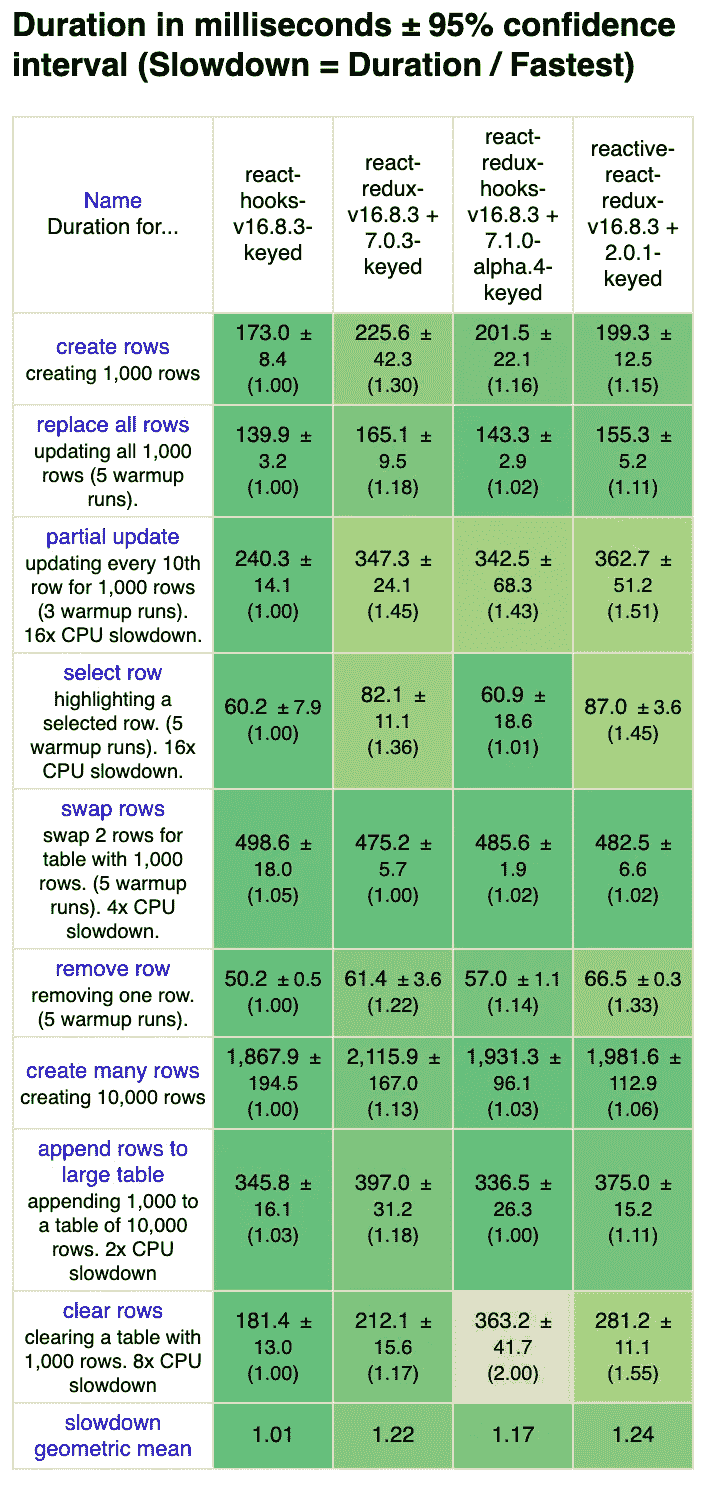 Duration in milliseconds ± 95% confidence
interval (Slowdown = Duration / Fastest)
Name
Duration for...
react-
hooks-
v16.8.3-
keyed
react-
redux-
v16.8.3 +
7.0.3-
keyed
react-
redux-
hooks-
v16.8.3 +
7.1.0-
alpha.4-
keyed
reactive-
react-
redux-
v16.8.3 +
2.0.1-
keyed
create rows
creating 1,000 rows
173.0 ±
8.4
(1.00)
225.6 ±
42.3
(1.30)
201.5 ±
22.1
(1.16)
199.3 ±
12.5
(1.15)
replace all rows
updating all 1,000
rows (5 warmup
runs).
139.9 ±
3.2
(1.00)
165.1 ±
9.5
(1.18)
143.3 ±
2.9
(1.02)
155.3 ±
5.2
(1.11)
partial update
updating every 10th
row for 1,000 rows
(3 warmup runs).
16x CPU slowdown.
240.3 ±
14.1
(1.00)
347.3 ±
24.1
(1.45)
342.5 ±
68.3
(1.43)
362.7 ±
51.2
(1.51)
select row
highlighting a
selected row. (5
warmup runs). 16x
CPU slowdown.
60.2 ± 7.9
(1.00)
82.1 ±
11.1
(1.36)
60.9 ±
18.6
(1.01)
87.0 ± 3.6
(1.45)
swap rows
swap 2 rows for
table with 1,000
rows. (5 warmup
runs). 4x CPU
slowdown.
498.6 ±
18.0
(1.05)
475.2 ±
5.7
(1.00)
485.6 ±
1.9
(1.02)
482.5 ±
6.6
(1.02)
remove row
removing one row.
(5 warmup runs).
50.2 ± 0.5
(1.00)
61.4 ± 3.6
(1.22)
57.0 ± 1.1
(1.14)
66.5 ± 0.3
(1.33)
create many rows
creating 10,000 rows
1,867.9 ±
194.5
(1.00)
2,115.9 ±
167.0
(1.13)
1,931.3 ±
96.1
(1.03)
1,981.6 ±
112.9
(1.06)
append rows to
large table
appending 1,000 to
a table of 10,000
rows. 2x CPU
slowdown
345.8 ±
16.1
(1.03)
397.0 ±
31.2
(1.18)
336.5 ±
26.3
(1.00)
375.0 ±
15.2
(1.11)
clear rows
clearing a table with
1,000 rows. 8x CPU
slowdown
181.4 ±
13.0
(1.00)
212.1 ±
15.6
(1.17)
363.2 ±
41.7
(2.00)
281.2 ±
11.1
(1.55)
slowdown
geometric mean
1.01
1.22
1.17
1.24